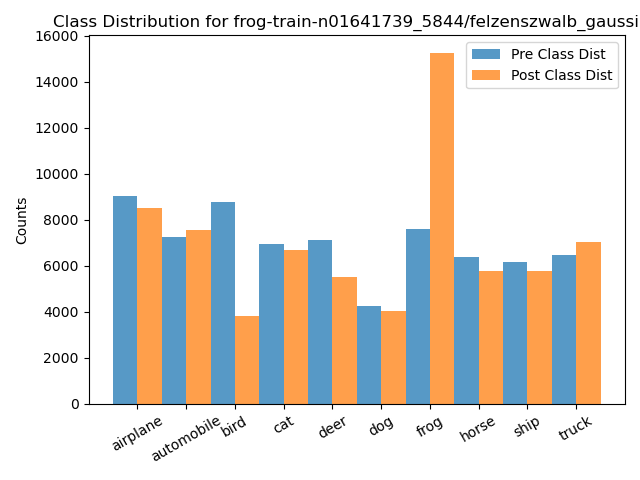 Class Distribution for frog-train-n01641739_5844/felzenszwalb_gaussi
Pre Class Dist
Post Class Dist
Counts
16000
14000
12000
10000
8000
6000
4000
2000
0
airplane
automobile
bird
cat
deer
dog
frog
horse
ship
truck